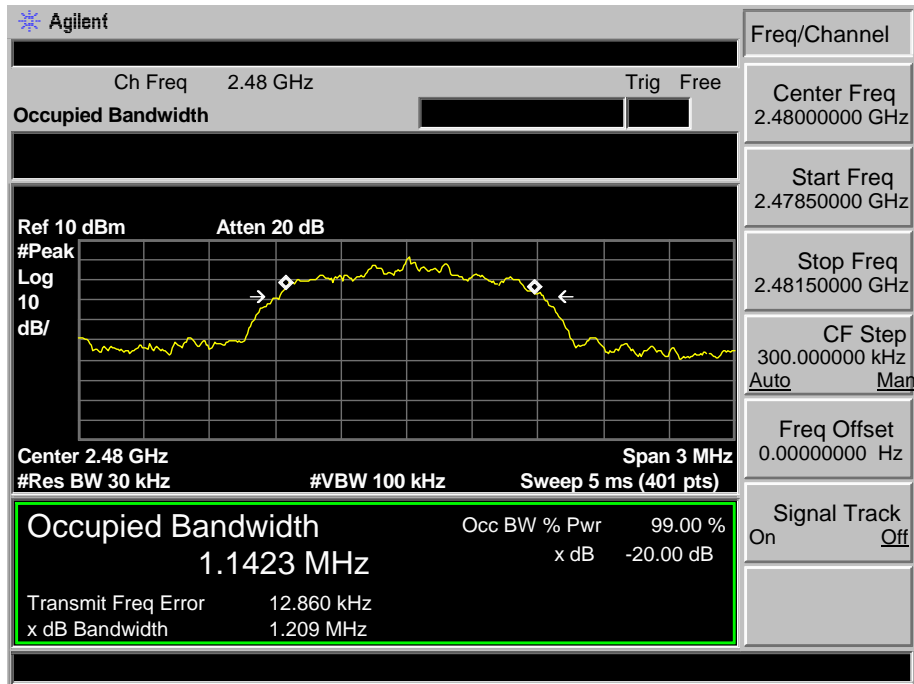 Agilent
Freq/Channel
Ch Freq 2.48 GHz Trig Free
Occupied Bandwidth
Center Freq
2.48000000 GHz
Start Freq
2.47850000 GHz
Stop Freq
2.48150000 GHz
CF Step
300.000000 kHz
Auto Man
Freq Offset
0.00000000 Hz
Signal Track
On Off
Ref 10 dBm Atten 20 dB
#Peak
Log
10
dB/
Center 2.48 GHz Span 3 MHz
#Res BW 30 kHz #VBW 100 kHz Sweep 5 ms (401 pts)
Occupied Bandwidth Occ BW % Pwr 99.00 %
1.1423 MHz x dB -20.00 dB
Transmit Freq Error 12.860 kHz
x dB Bandwidth 1.209 MHz